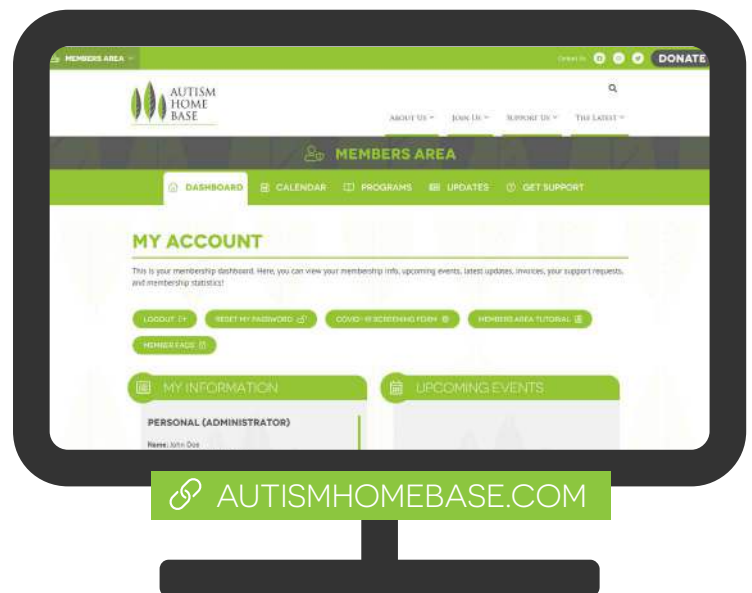 MEMBERS AREA
Contact Us
DONATE
AUTISM
HOME
BASE
ABOUT US
JOIN US
SUPPORT US
THE LATEST
MEMBERS AREA
DASHBOARD
CALENDAR
PROGRAMS
UPDATES
GET SUPPORT
MY ACCOUNT
This is your membership dashboard. Here, you can view your membership info, upcoming events, latest updates, invoices, your support requests,
and membership statistics!
LOGOUT
RESET MY PASSWORD
COVID-19 SCREENING FORM
MEMBERS AREA TUTORIAL
MEMBER FAQS
MY INFORMATION
UPCOMING EVENTS
PERSONAL (ADMINISTRATOR)
Name: John Doe
AUTISMHOMEBASE.COM